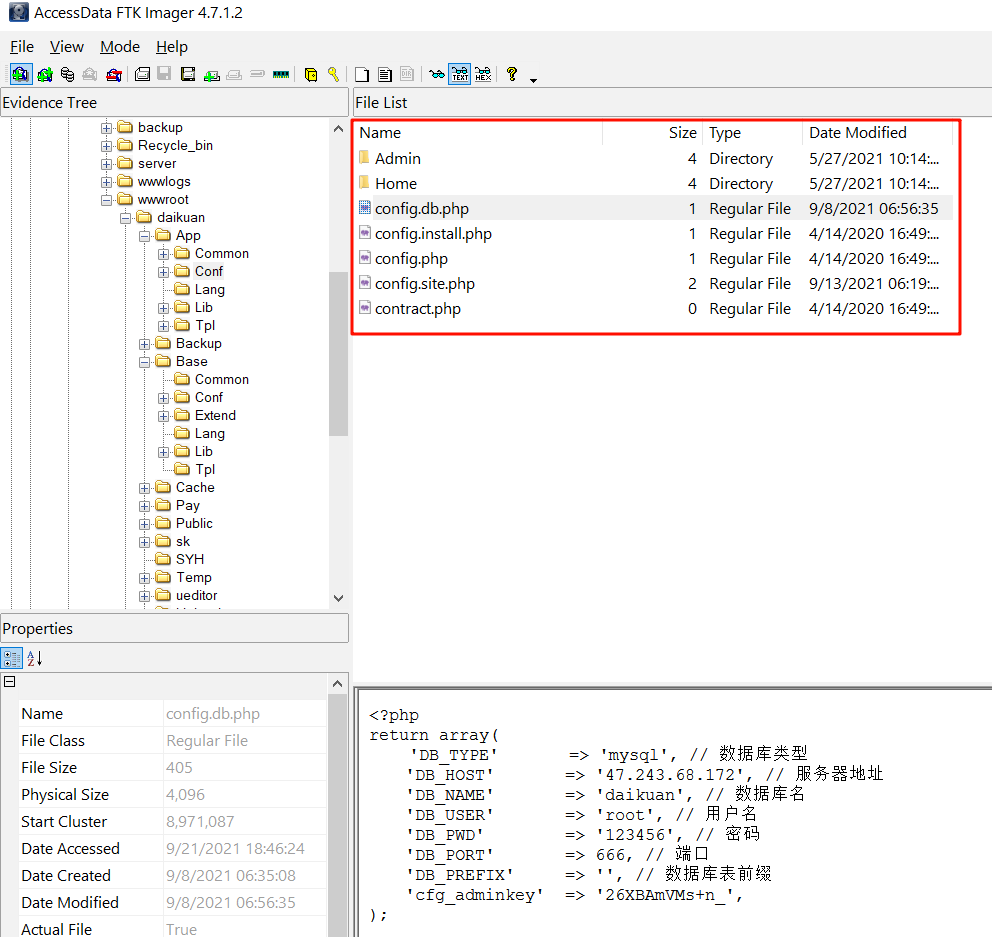 AccessData FTK Imager 4.7.1.2
File View Mode Help
Evidence Tree
backup
Recycle_bin
server
wwwlogs
wwwroot
daikuan
App
Common
Conf
Lang
Lib
Tpl
Backup
Base
Common
Conf
Extend
Lang
Lib
Tpl
Cache
Pay
Public
sk
SYH
Temp
ueditor
File List
Name Size Type Date Modified
Admin 4 Directory 5/27/2021 10:14:...
Home 4 Directory 5/27/2021 10:14:...
config.db.php 1 Regular File 9/8/2021 06:56:35
config.install.php 1 Regular File 4/14/2020 16:49:...
config.php 1 Regular File 4/14/2020 16:49:...
config.site.php 2 Regular File 9/13/2021 06:19:...
contract.php 0 Regular File 4/14/2020 16:49:...
Properties
Name config.db.php
File Class Regular File
File Size 405
Physical Size 4,096
Start Cluster 8,971,087
Date Accessed 9/21/2021 18:46:24
Date Created 9/8/2021 06:35:08
Date Modified 9/8/2021 06:56:35
Actual File True
<?php
return array(
'DB_TYPE' => 'mysql', // 数据库类型
'DB_HOST' => '47.243.68.172', // 服务器地址
'DB_NAME' => 'daikuan', // 数据库名
'DB_USER' => 'root', // 用户名
'DB_PWD' => '123456', // 密码
'DB_PORT' => 666, // 端口
'DB_PREFIX' => '', // 数据库表前缀
'cfg_adminkey' => '26XBAmVMs+n_',
);